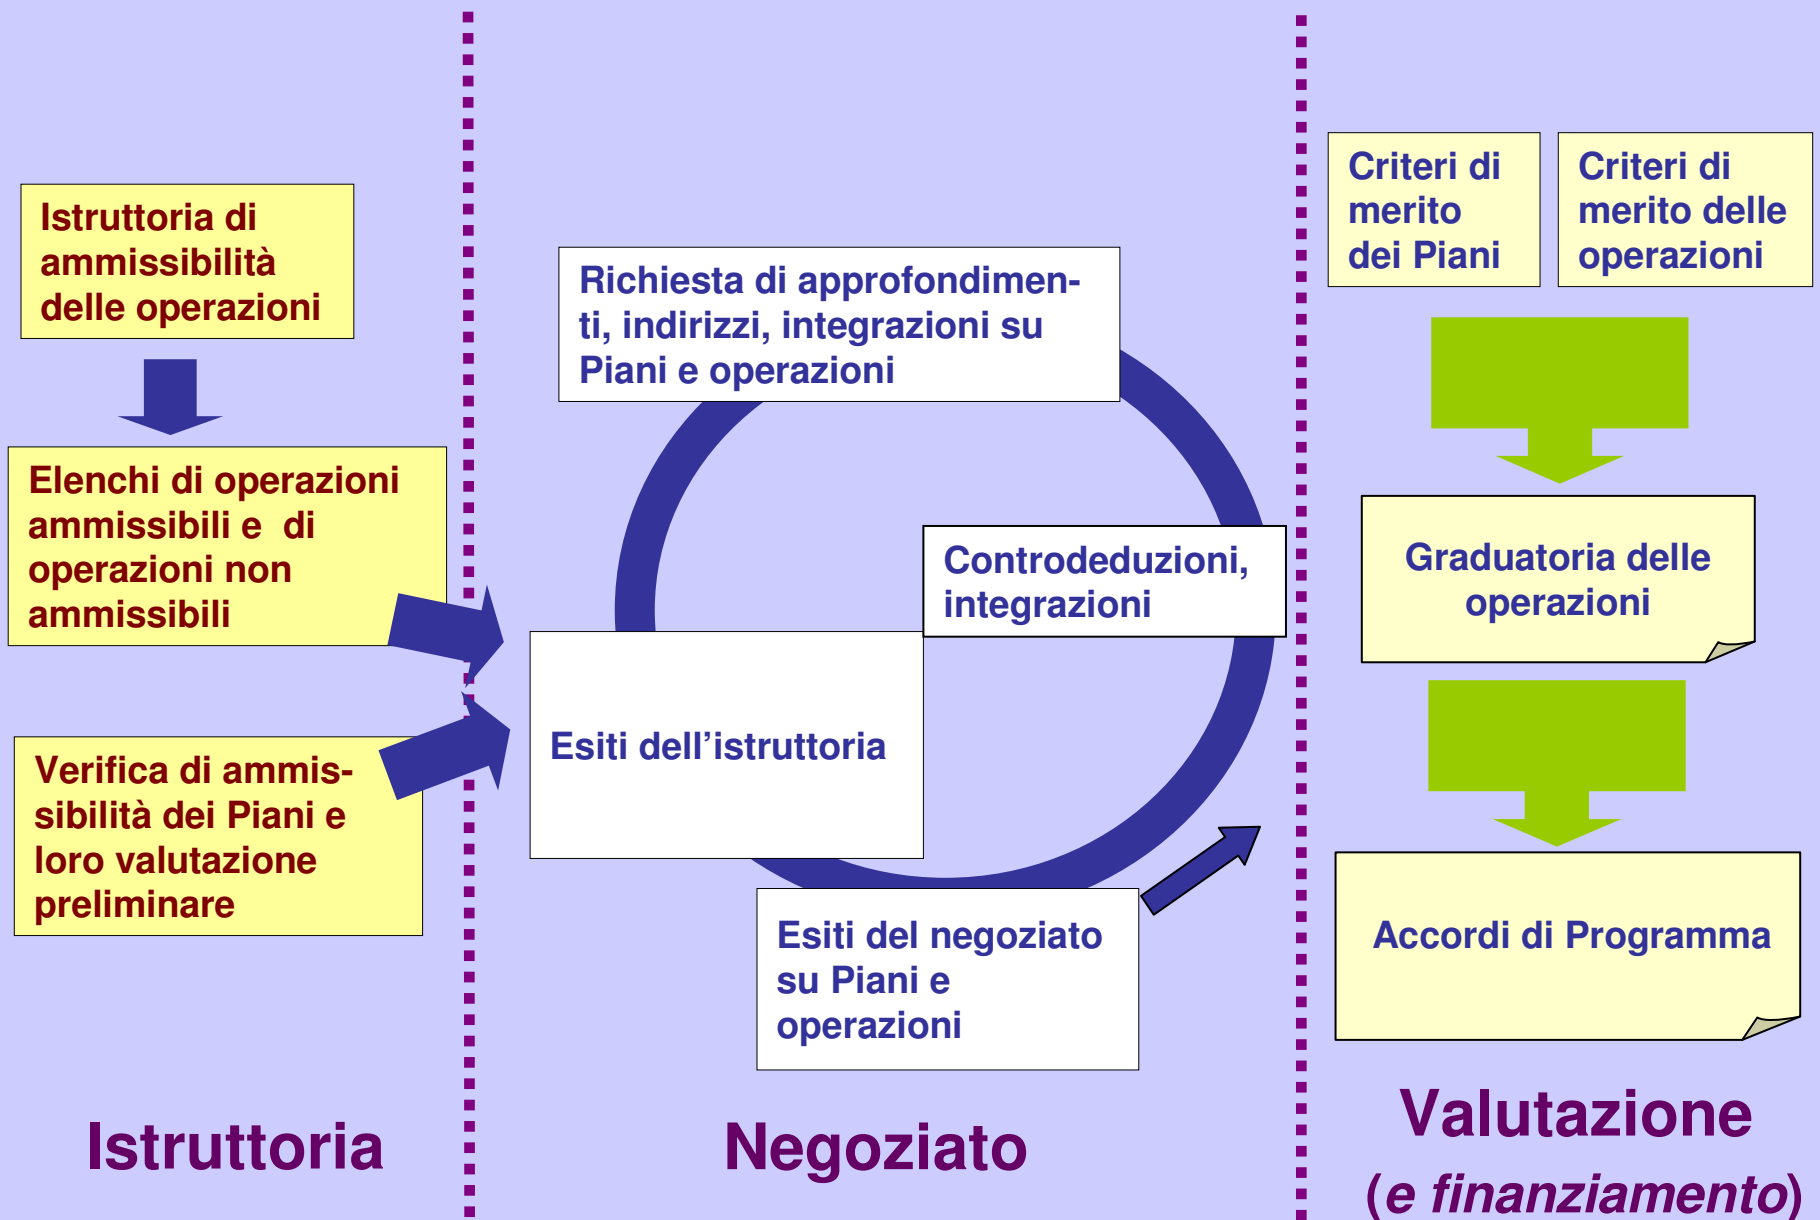 Istruttoria di
ammissibilità
delle operazioni
Elenchi di operazioni
ammissibili e  di
operazioni non
ammissibili
Verifica di ammis-
sibilità dei Piani e
loro valutazione
preliminare
Istruttoria
Richiesta di approfondimen-
ti, indirizzi, integrazioni su
Piani e operazioni
Controdeduzioni,
integrazioni
Esiti dell’istruttoria
Esiti del negoziato
su Piani e
operazioni
Negoziato
Criteri di
merito
dei Piani
Criteri di
merito delle
operazioni
Graduatoria delle
operazioni
Accordi di Programma
Valutazione
(e finanziamento)